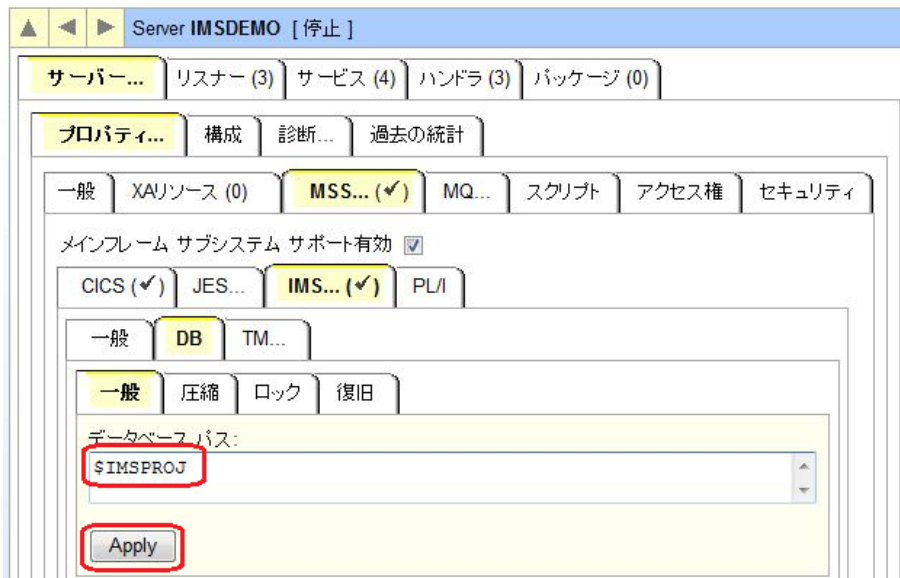 Server IMSDEMO [ 停止 ]
サーバー... リスナー (3) サービス (4) ハンドラ (3) パッケージ (0)
プロパティ... 構成 診断... 過去の統計
一般 XAリソース (0) MSS... (✔) MQ... スクリプト アクセス権 セキュリティ
メインフレーム サブシステム サポート有効
CICS (✔) JES... IMS... (✔) PL/I
一般 DB TM...
一般 圧縮 ロック 復旧
データベース パス:
$IMSPROJ
Apply